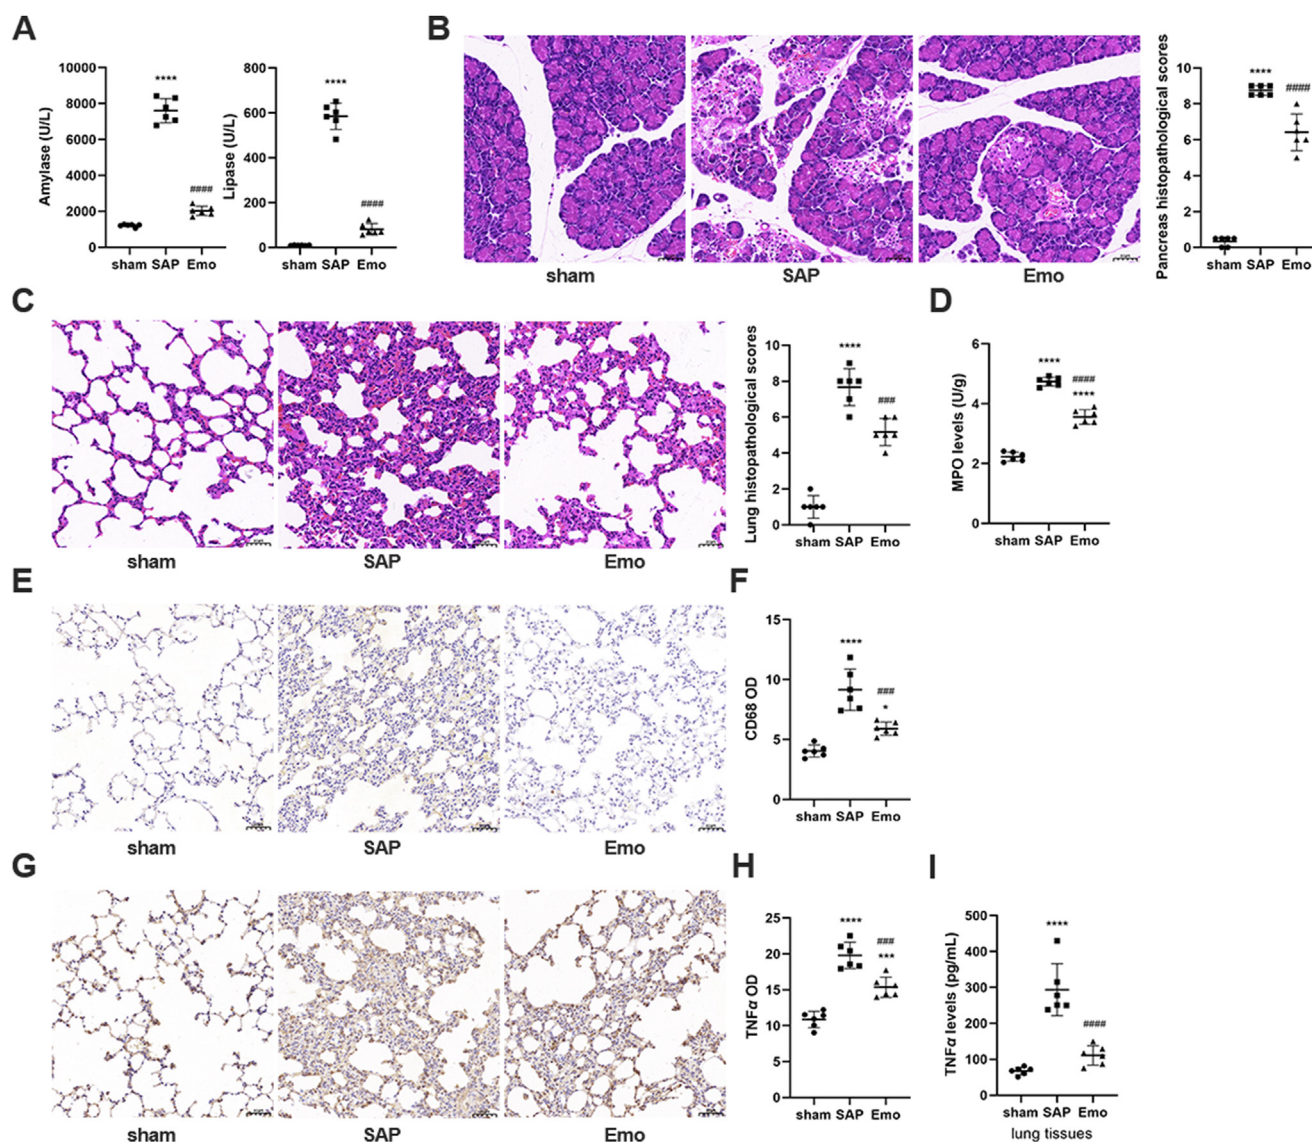 A
Amylase (U/L)
10000
8000
6000
4000
2000
0
****
####
sham SAP Emo
Lipase (U/L)
800
600
400
200
0
****
####
sham SAP Emo
B
sham
SAP
Emo
Pancreas histopathological scores
10
8
6
4
2
0
****
####
sham SAP Emo
C
sham
SAP
Emo
Lung histopathological scores
10
8
6
4
2
0
****
###
sham SAP Emo
D
MPO levels (U/g)
6
4
2
0
****
####
****
sham SAP Emo
E
sham
SAP
Emo
F
CD68 OD
15
10
5
0
****
###
*
sham SAP Emo
G
sham
SAP
Emo
H
TNFα OD
25
20
15
10
5
0
****
###
***
sham SAP Emo
I
TNFα levels (pg/mL)
500
400
300
200
100
0
****
####
sham SAP Emo
lung tissues